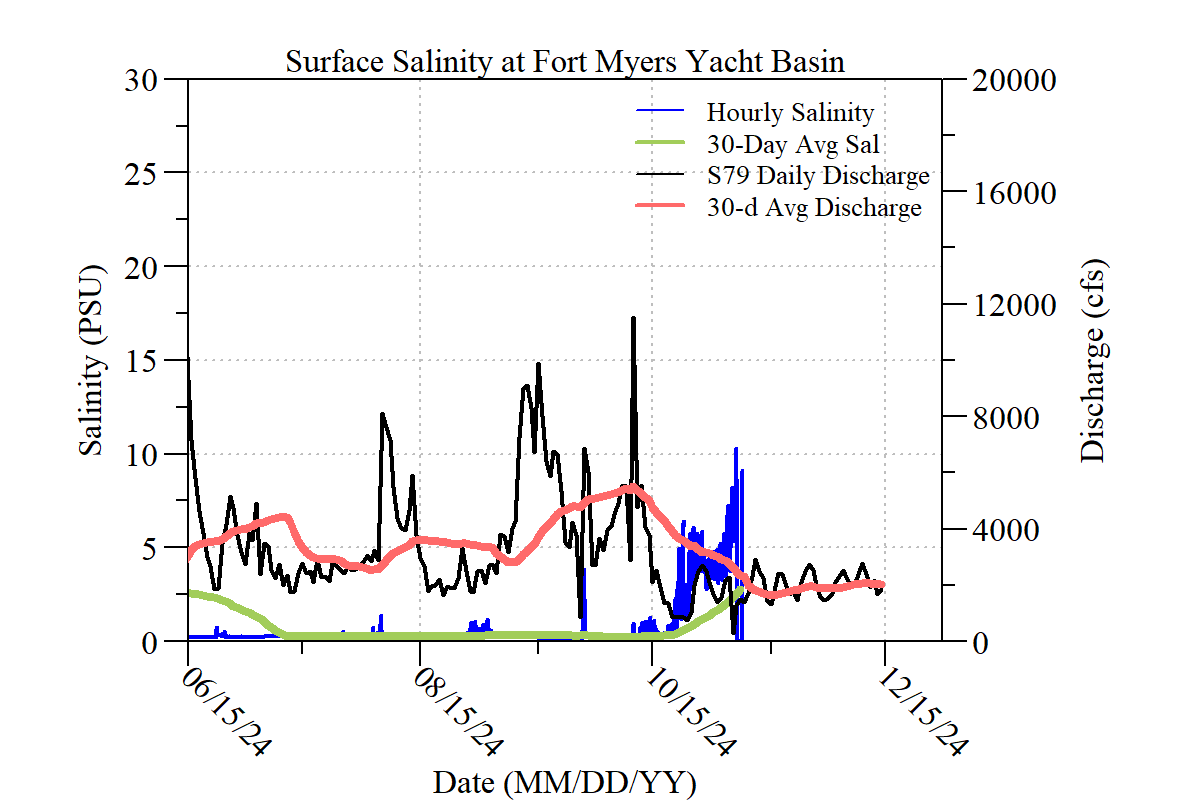 Surface Salinity at Fort Myers Yacht Basin
30
25
20
15
10
5
0
Salinity (PSU)
Hourly Salinity
30-Day Avg Sal
S79 Daily Discharge
30-d Avg Discharge
20000
16000
12000
8000
4000
0
Discharge (cfs)
06/15/24
08/15/24
10/15/24
12/15/24
Date (MM/DD/YY)